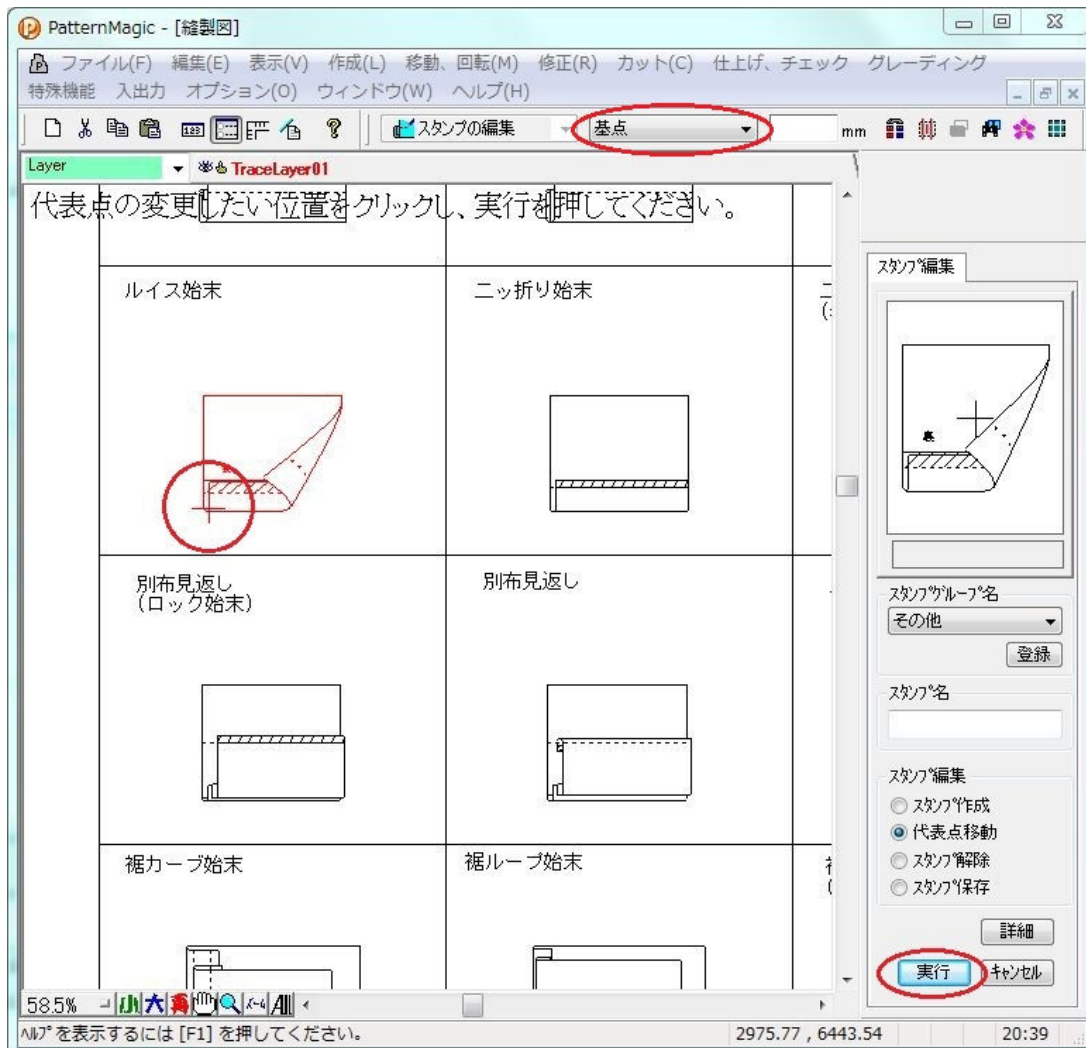 PatternMagic - [縫製図]
ファイル(F) 編集(E) 表示(V) 作成(L) 移動、回転(M) 修正(R) カット(C) 仕上げ、チェック グレーディング
特殊機能 入出力 オプション(O) ウィンドウ(W) ヘルプ(H)
スタンプの編集 基点 mm
Layer TraceLayer01
代表点の変更したい位置をクリックし、実行を押してください。
ルイス始末
二ッ折り始末
別布見返し
(ロック始末)
別布見返し
裾カーブ始末
裾ループ始末
スタンプ編集
裏
スタンプグループ名
その他
登録
スタンプ名
スタンプ編集
スタンプ作成
代表点移動
スタンプ解除
スタンプ保存
詳細
実行 キャンセル
58.5% 小 大 All
ヘルプを表示するには [F1] を押してください。 2975.77 , 6443.54 20:39